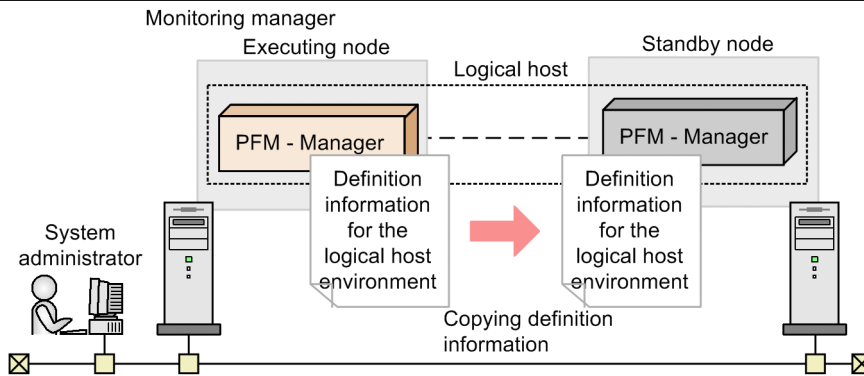 Monitoring manager
Executing node
Standby node
Logical host
PFM - Manager
PFM - Manager
Definition
information
for the
logical host
environment
Definition
information
for the
logical host
environment
System
administrator
Copying definition
information